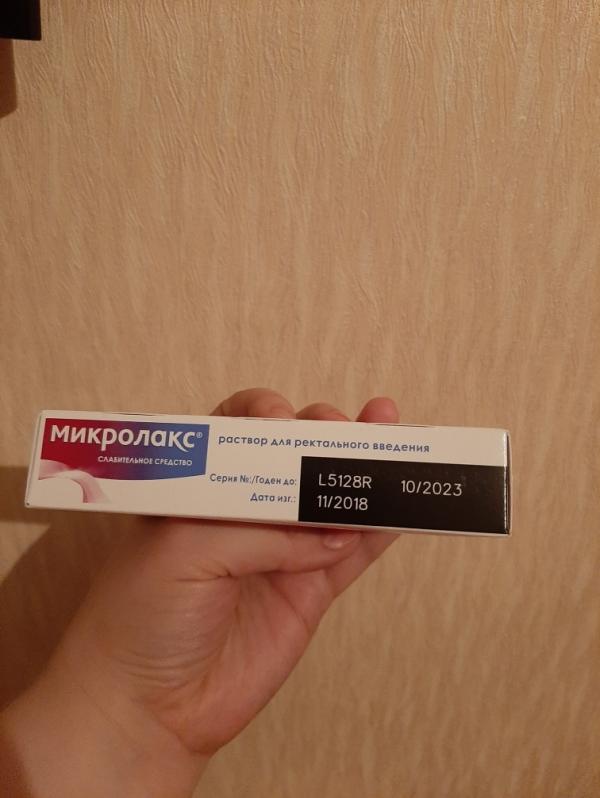 Микролакс®
СЛАБИТЕЛЬНОЕ СРЕДСТВО
раствор для ректального введения
Серия №:/Годен до: L5128R 10/2023
Дата изг.: 11/2018